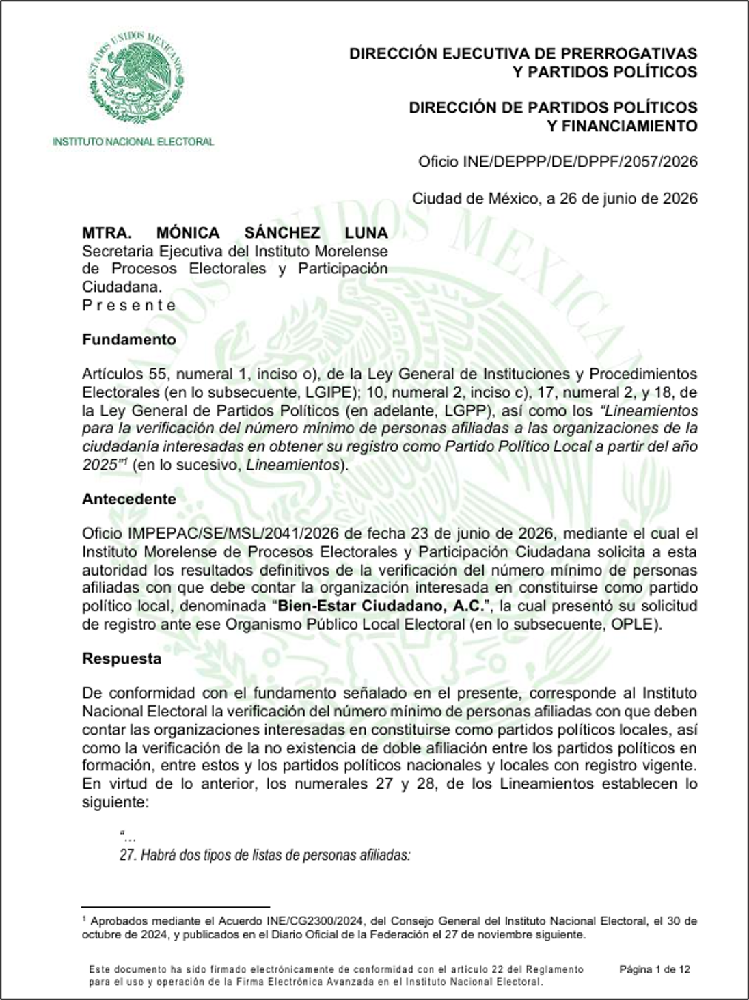 ESTADOS UNIDOS MEXICANOS
INSTITUTO NACIONAL ELECTORAL
DIRECCIÓN EJECUTIVA DE PRERROGATIVAS
Y PARTIDOS POLÍTICOS
DIRECCIÓN DE PARTIDOS POLÍTICOS
Y FINANCIAMIENTO
Oficio INE/DEPPP/DE/DPPF/2057/2026
Ciudad de México, a 26 de junio de 2026
MTRA. MÓNICA SÁNCHEZ LUNA
Secretaria Ejecutiva del Instituto Morelense
de Procesos Electorales y Participación
Ciudadana.
P r e s e n t e
Fundamento
Artículos 55, numeral 1, inciso o), de la Ley General de Instituciones y Procedimientos
Electorales (en lo subsecuente, LGIPE); 10, numeral 2, inciso c), 17, numeral 2, y 18, de
la Ley General de Partidos Políticos (en adelante, LGPP), así como los “Lineamientos
para la verificación del número mínimo de personas afiliadas a las organizaciones de la
ciudadanía interesadas en obtener su registro como Partido Político Local a partir del año
2025”¹ (en lo sucesivo, Lineamientos).
Antecedente
Oficio IMPEPAC/SE/MSL/2041/2026 de fecha 23 de junio de 2026, mediante el cual el
Instituto Morelense de Procesos Electorales y Participación Ciudadana solicita a esta
autoridad los resultados definitivos de la verificación del número mínimo de personas
afiliadas con que debe contar la organización interesada en constituirse como partido
político local, denominada “Bien-Estar Ciudadano, A.C.”, la cual presentó su solicitud
de registro ante ese Organismo Público Local Electoral (en lo subsecuente, OPLE).
Respuesta
De conformidad con el fundamento señalado en el presente, corresponde al Instituto
Nacional Electoral la verificación del número mínimo de personas afiliadas con que deben
contar las organizaciones interesadas en constituirse como partidos políticos locales, así
como la verificación de la no existencia de doble afiliación entre los partidos políticos en
formación, entre estos y los partidos políticos nacionales y locales con registro vigente.
En virtud de lo anterior, los numerales 27 y 28, de los Lineamientos establecen lo
siguiente:
“…
27. Habrá dos tipos de listas de personas afiliadas:
¹ Aprobados mediante el Acuerdo INE/CG2300/2024, del Consejo General del Instituto Nacional Electoral, el 30 de
octubre de 2024, y publicados en el Diario Oficial de la Federación el 27 de noviembre siguiente.
Este documento ha sido firmado electrónicamente de conformidad con el artículo 22 del Reglamento
para el uso y operación de la Firma Electrónica Avanzada en el Instituto Nacional Electoral.
Página 1 de 12